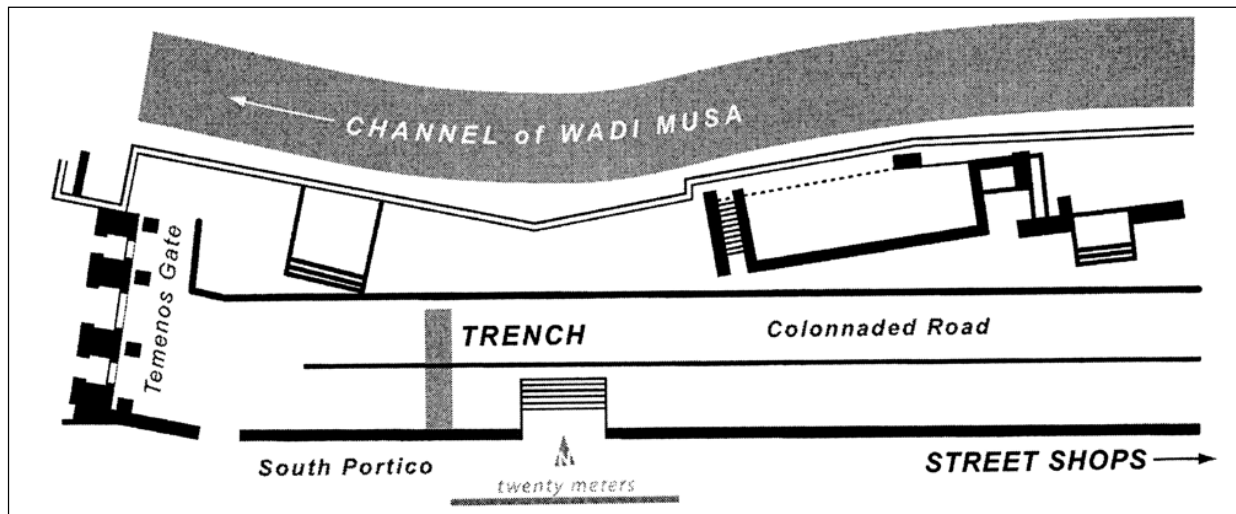 CHANNEL of WADI MUSA
Temenos Gate
TRENCH
Colonnaded Road
South Portico
N
twenty meters
STREET SHOPS